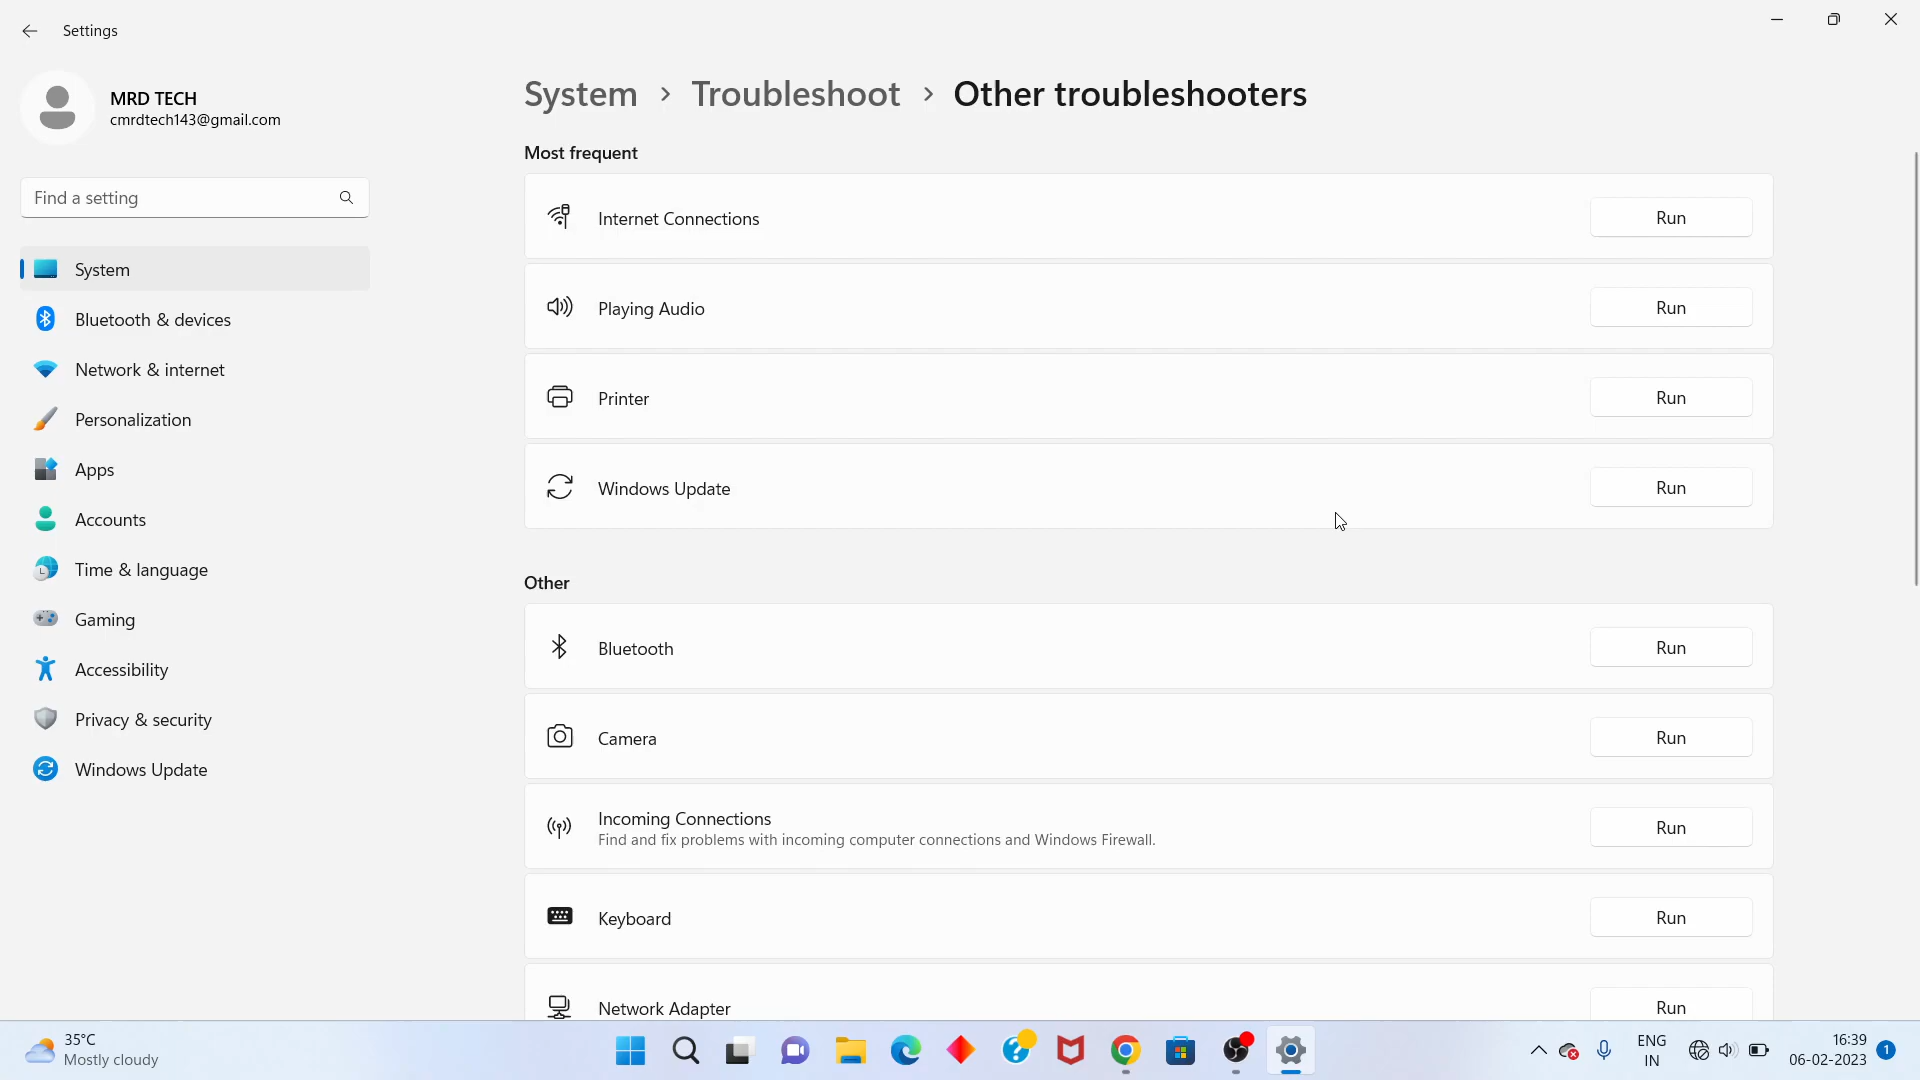 Settings
MRD TECH
cmrdtech143@gmail.com
Find a setting
System
Bluetooth & devices
Network & internet
Personalization
Apps
Accounts
Time & language
Gaming
Accessibility
Privacy & security
Windows Update
System > Troubleshoot > Other troubleshooters
Most frequent
Internet Connections Run
Playing Audio Run
Printer Run
Windows Update Run
Other
Bluetooth Run
Camera Run
Incoming Connections Run
Find and fix problems with incoming computer connections and Windows Firewall.
Keyboard Run
Network Adapter Run
35°C
Mostly cloudy
ENG
IN
16:39
06-02-2023
1